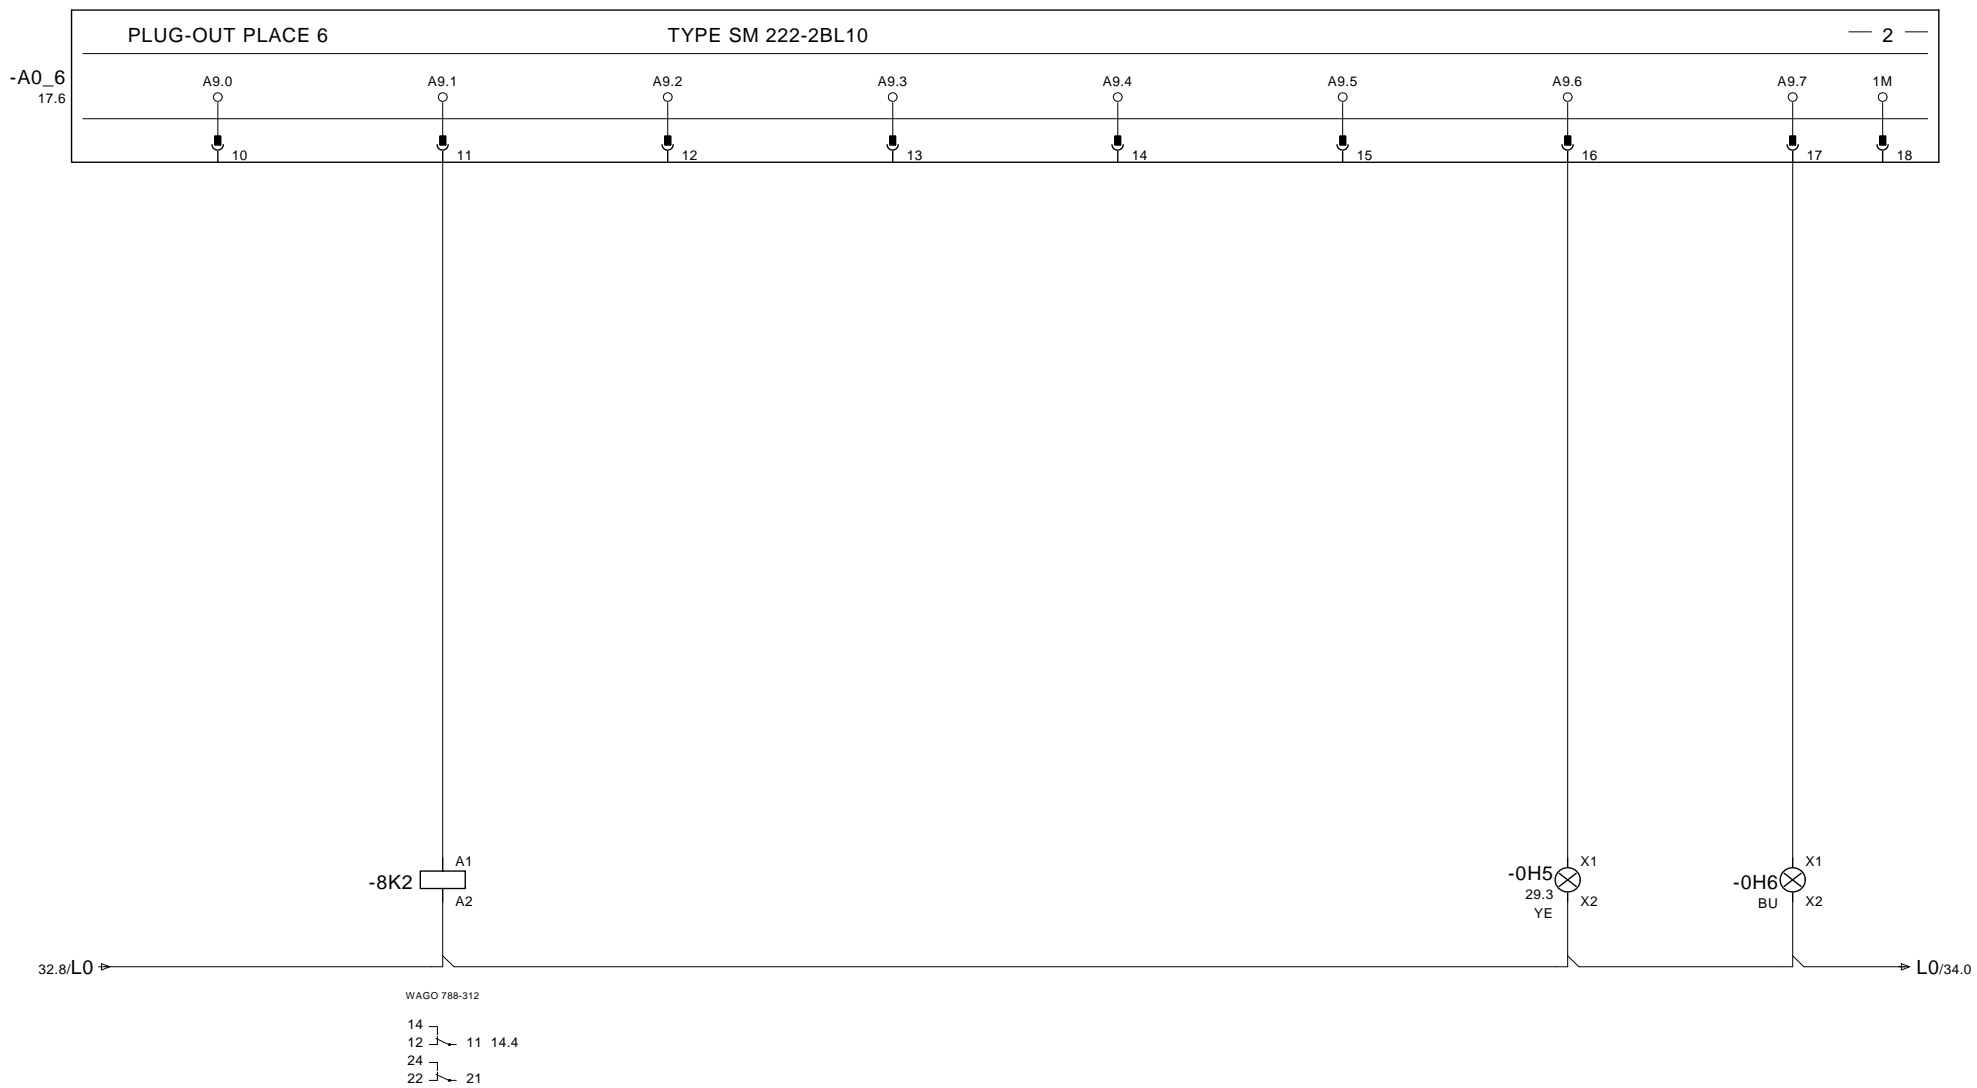 PLUG-OUT PLACE 6 TYPE SM 222-2BL10 2
-A0_6
17.6
A9.0 A9.1 A9.2 A9.3 A9.4 A9.5 A9.6 A9.7 1M
10 11 12 13 14 15 16 17 18
-8K2
A1
A2
-0H5
29.3
YE
X1
X2
-0H6
BU
X1
X2
32.8/L0
L0/34.0
WAGO 788-312
14
12 11 14.4
24
22 21